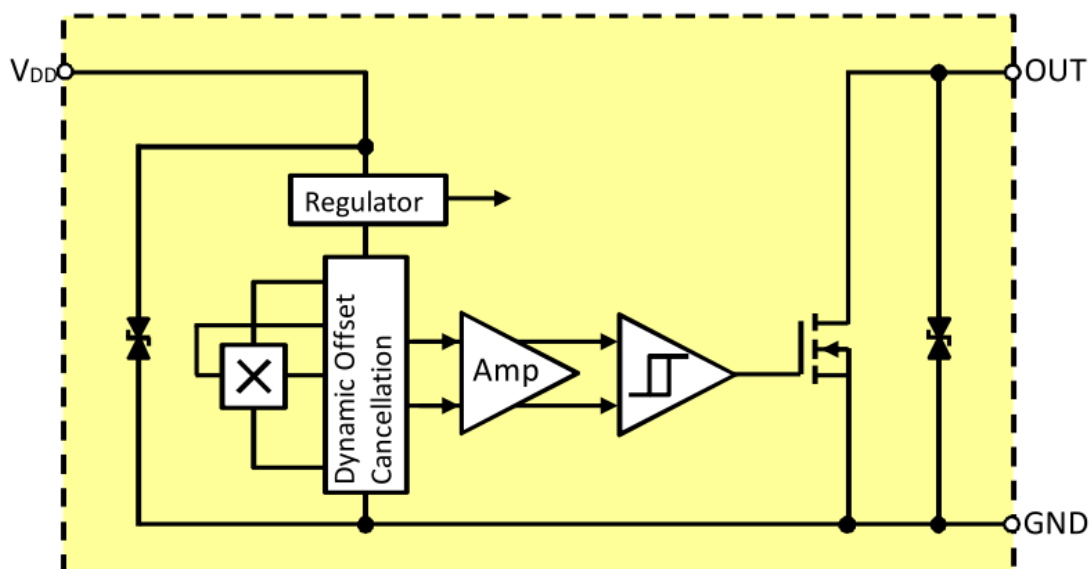 VDD
OUT
Regulator
Dynamic Offset
Cancellation
Amp
GND